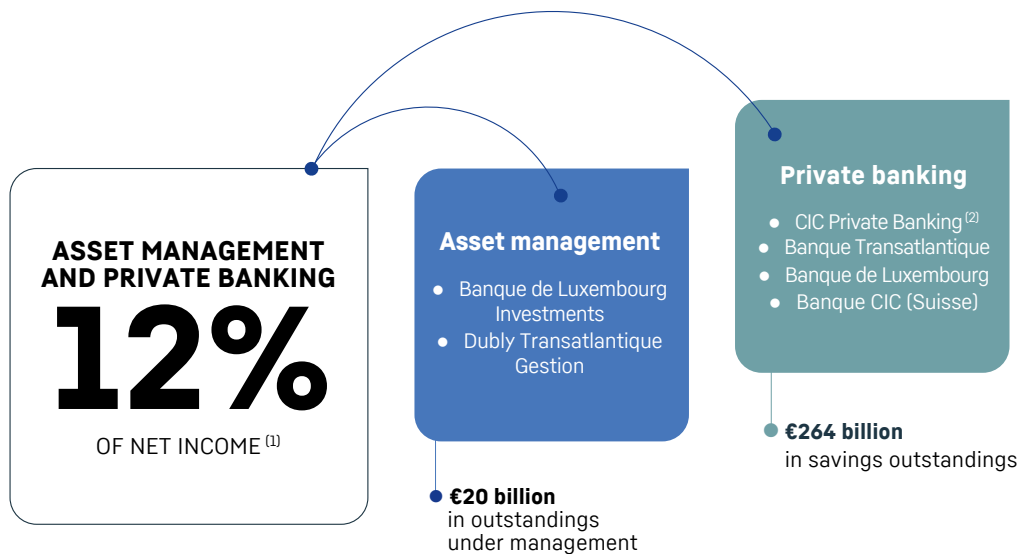 ASSET MANAGEMENT
AND PRIVATE BANKING
12%
OF NET INCOME (1)
Asset management
● Banque de Luxembourg
Investments
● Dubly Transatlantique
Gestion
€20 billion
in outstandings
under management
Private banking
● CIC Private Banking (2)
● Banque Transatlantique
● Banque de Luxembourg
● Banque CIC (Suisse)
€264 billion
in savings outstandings